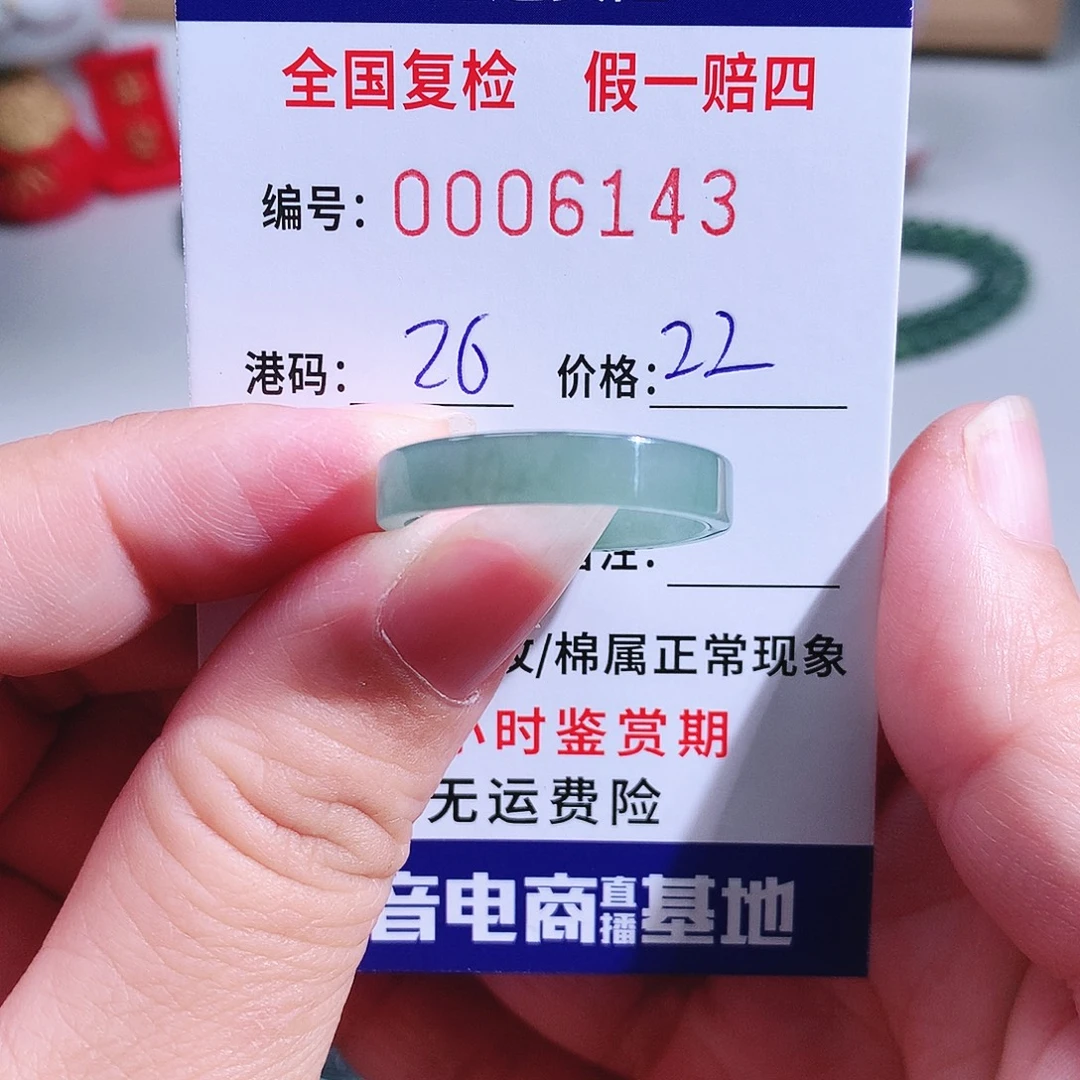 全国复检 假一赔四
编号：0006143
港码： 26 价格：22
注：
/棉属正常现象
小时鉴赏期
无运费险
音电商直播基地